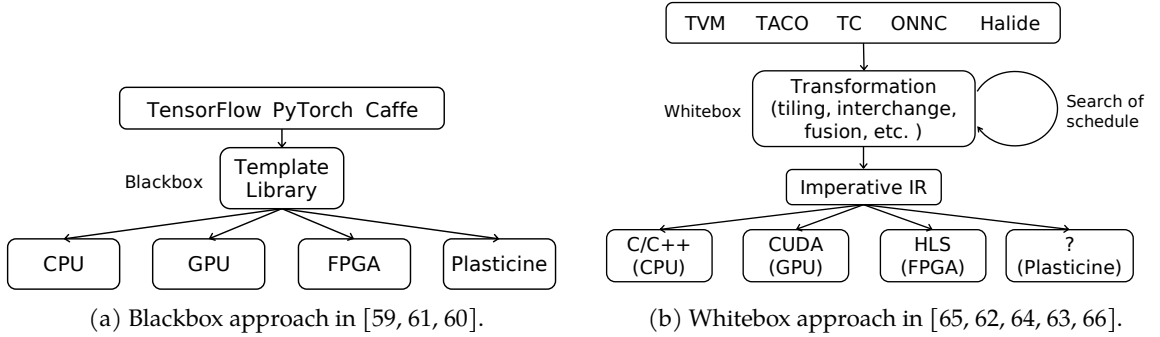 TensorFlow PyTorch Caffe
Blackbox
Template
Library
CPU GPU FPGA Plasticine
(a) Blackbox approach in [59, 61, 60].
TVM TACO TC ONNC Halide
Whitebox
Transformation
(tiling, interchange,
fusion, etc. )
Search of
schedule
Imperative IR
C/C++
(CPU)
CUDA
(GPU)
HLS
(FPGA)
?
(Plasticine)
(b) Whitebox approach in [65, 62, 64, 63, 66].